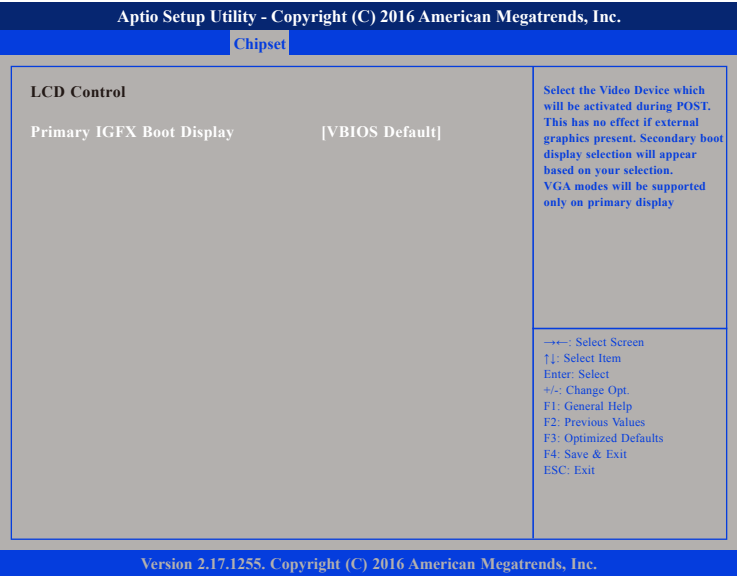 Aptio Setup Utility - Copyright (C) 2016 American Megatrends, Inc.
Chipset
LCD Control
Primary IGFX Boot Display [VBIOS Default]
Select the Video Device which
will be activated during POST.
This has no effect if external
graphics present. Secondary boot
display selection will appear
based on your selection.
VGA modes will be supported
only on primary display
→←: Select Screen
↑↓: Select Item
Enter: Select
+/-: Change Opt.
F1: General Help
F2: Previous Values
F3: Optimized Defaults
F4: Save & Exit
ESC: Exit
Version 2.17.1255. Copyright (C) 2016 American Megatrends, Inc.